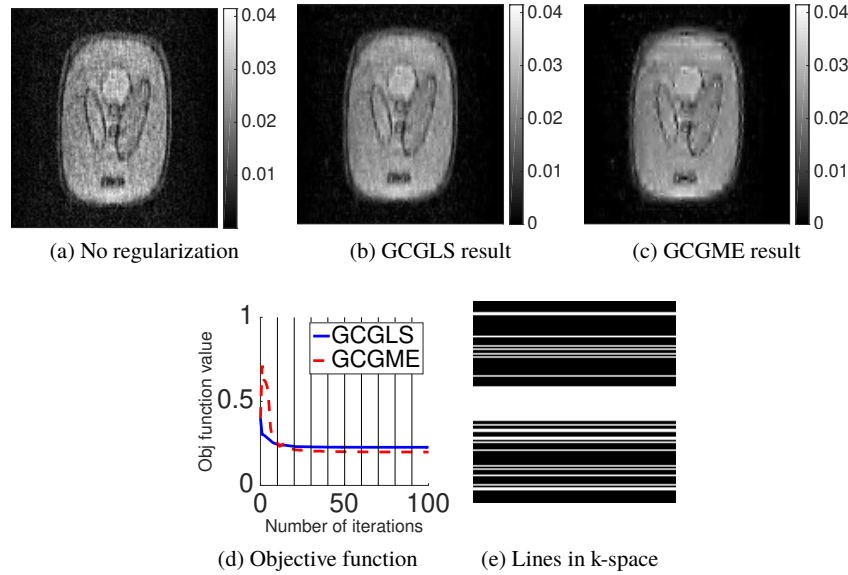 0.04
0.03
0.02
0.01
(a) No regularization
0.04
0.03
0.02
0.01
0
(b) GCGLS result
0.04
0.03
0.02
0.01
0
(c) GCGME result
1
0.5
0
Obj function value
GCGLS
GCGME
0 50 100
Number of iterations
(d) Objective function
(e) Lines in k-space